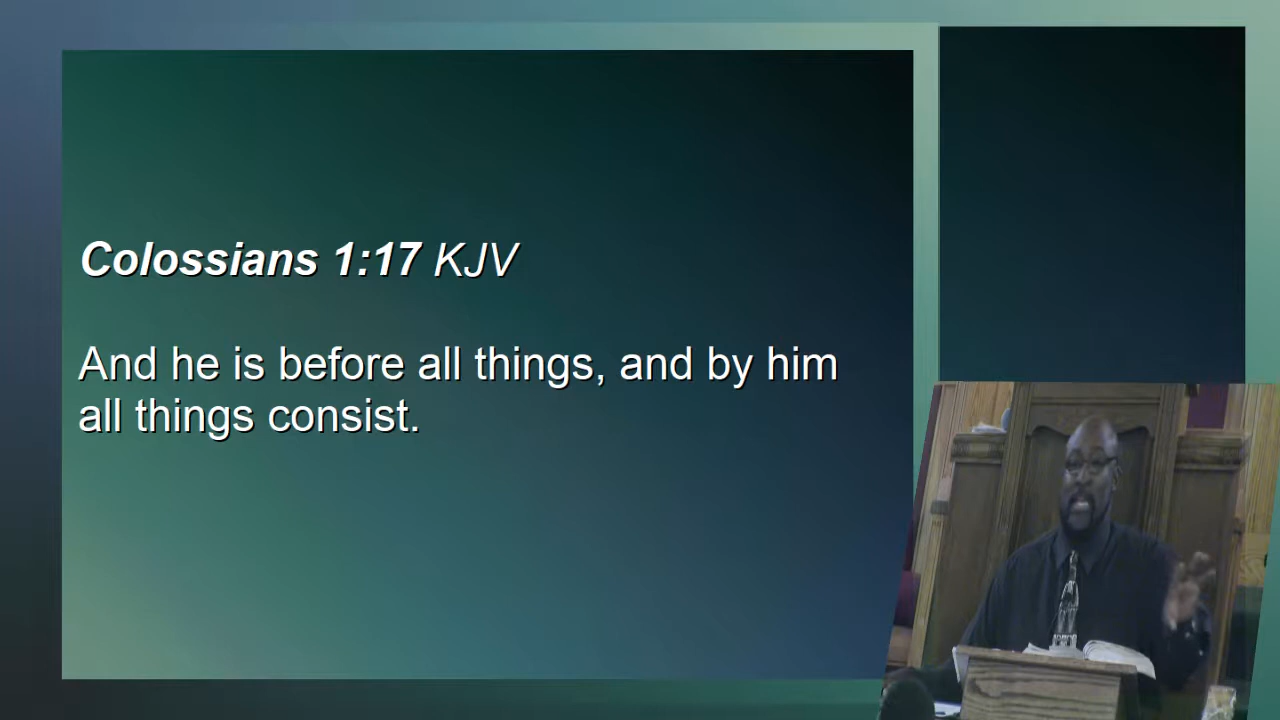 Colossians 1:17 KJV
And he is before all things, and by him
all things consist.